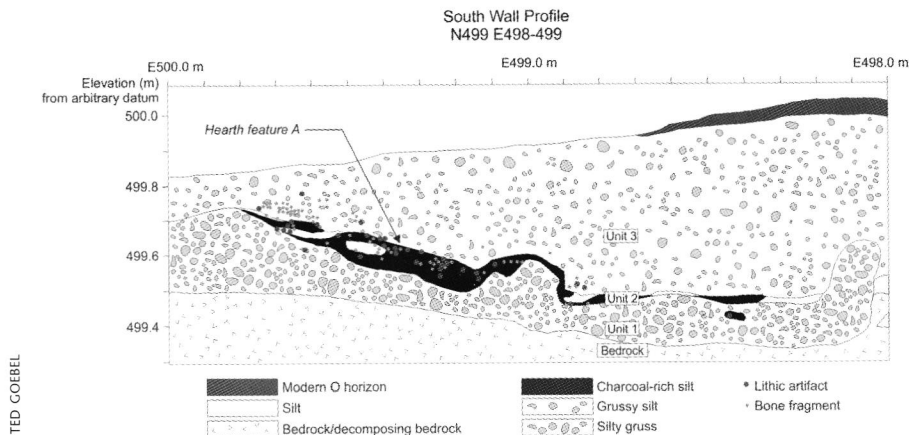 South Wall Profile
N499 E498-499
E500.0 m
E499.0 m
E498.0 m
Elevation (m)
from arbitrary datum
500.0
499.8
499.6
499.4
Hearth feature A
Unit 3
Unit 2
Unit 1
Bedrock
Modern O horizon
Silt
Bedrock/decomposing bedrock
Charcoal-rich silt
Grussy silt
Silty gruss
Lithic artifact
Bone fragment
TED GOEBEL